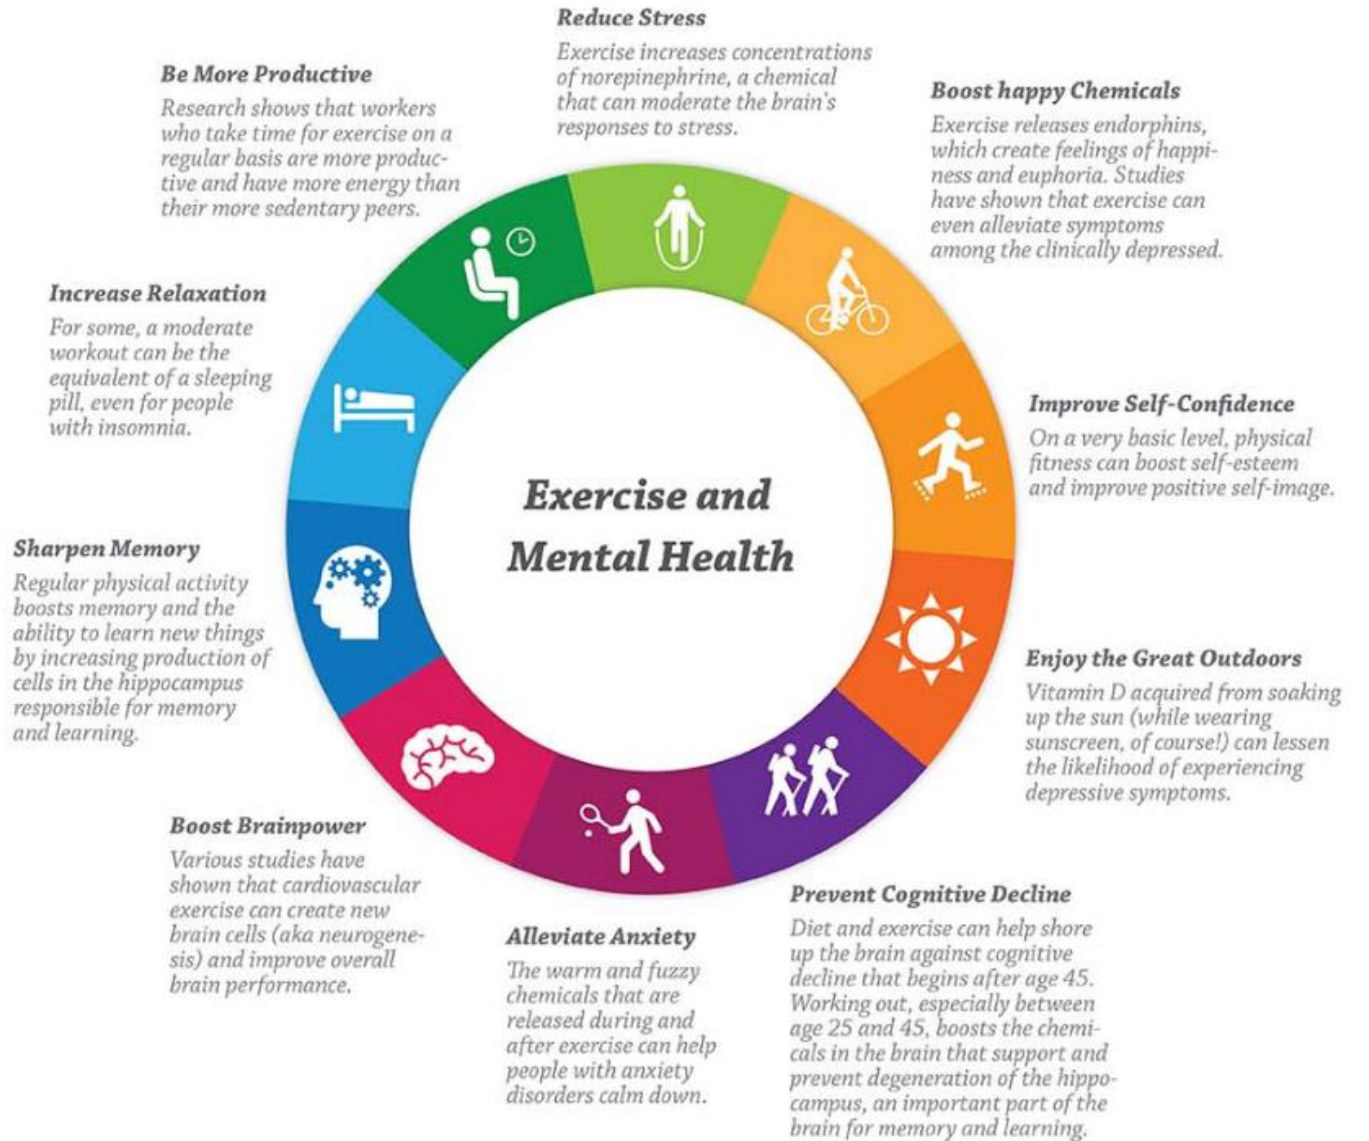 Reduce Stress
Exercise increases concentrations
of norepinephrine, a chemical
that can moderate the brain's
responses to stress.
Boost happy Chemicals
Exercise releases endorphins,
which create feelings of happi-
ness and euphoria. Studies
have shown that exercise can
even alleviate symptoms
among the clinically depressed.
Improve Self-Confidence
On a very basic level, physical
fitness can boost self-esteem
and improve positive self-image.
Enjoy the Great Outdoors
Vitamin D acquired from soaking
up the sun (while wearing
sunscreen, of course!) can lessen
the likelihood of experiencing
depressive symptoms.
Prevent Cognitive Decline
Diet and exercise can help shore
up the brain against cognitive
decline that begins after age 45.
Working out, especially between
age 25 and 45, boosts the chemi-
cals in the brain that support and
prevent degeneration of the hippo-
campus, an important part of the
brain for memory and learning.
Alleviate Anxiety
The warm and fuzzy
chemicals that are
released during and
after exercise can help
people with anxiety
disorders calm down.
Boost Brainpower
Various studies have
shown that cardiovascular
exercise can create new
brain cells (aka neurogene-
sis) and improve overall
brain performance.
Sharpen Memory
Regular physical activity
boosts memory and the
ability to learn new things
by increasing production of
cells in the hippocampus
responsible for memory
and learning.
Increase Relaxation
For some, a moderate
workout can be the
equivalent of a sleeping
pill, even for people
with insomnia.
Be More Productive
Research shows that workers
who take time for exercise on a
regular basis are more produc-
tive and have more energy than
their more sedentary peers.
Exercise and
Mental Health